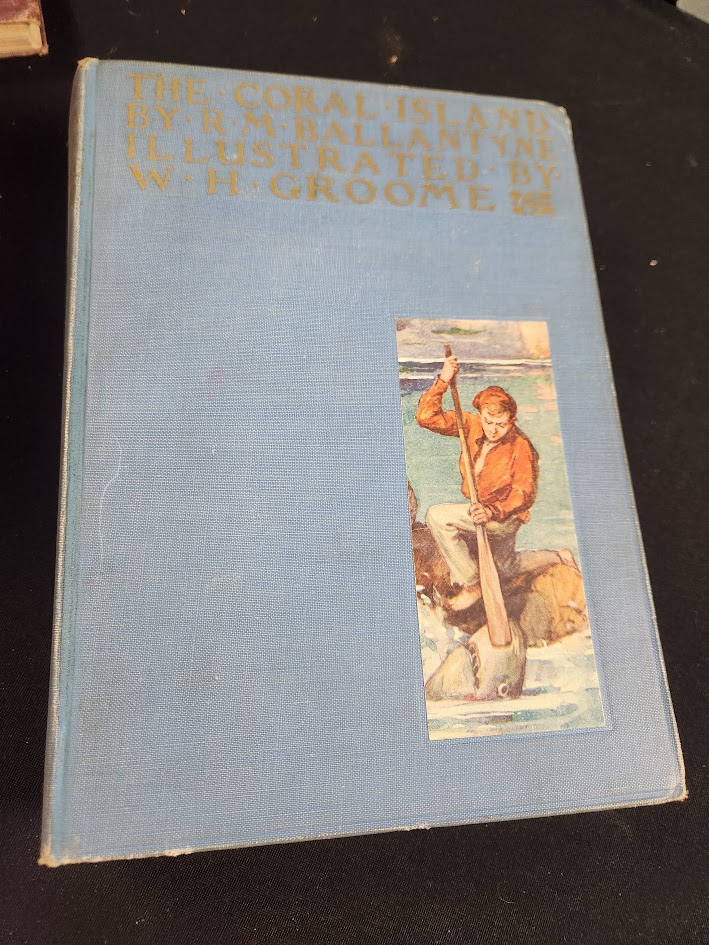 THE · CORAL · ISLAND
BY · R · M · BALLANTYNE
ILLUSTRATED · BY ·
W · H · GROOME